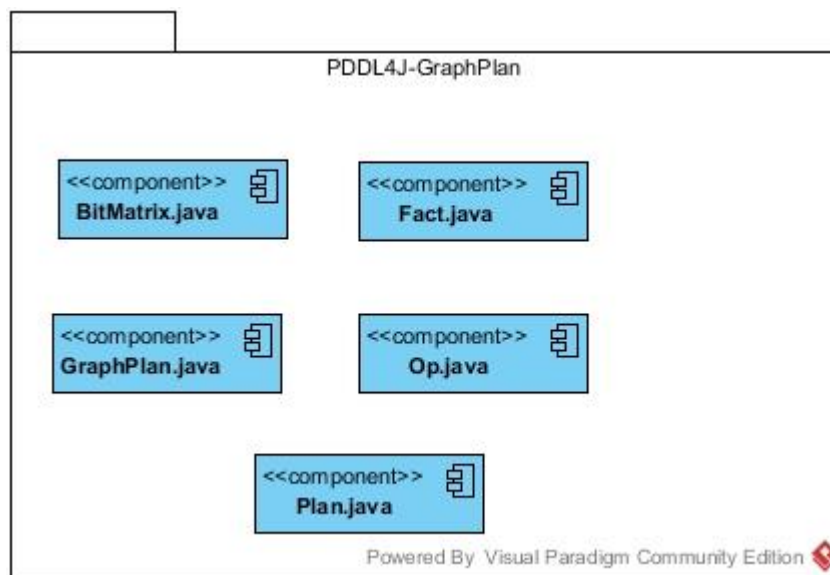 PDDL4J-GraphPlan
<<component>>
BitMatrix.java
<<component>>
Fact.java
<<component>>
GraphPlan.java
<<component>>
Op.java
<<component>>
Plan.java
Powered By Visual Paradigm Community Edition